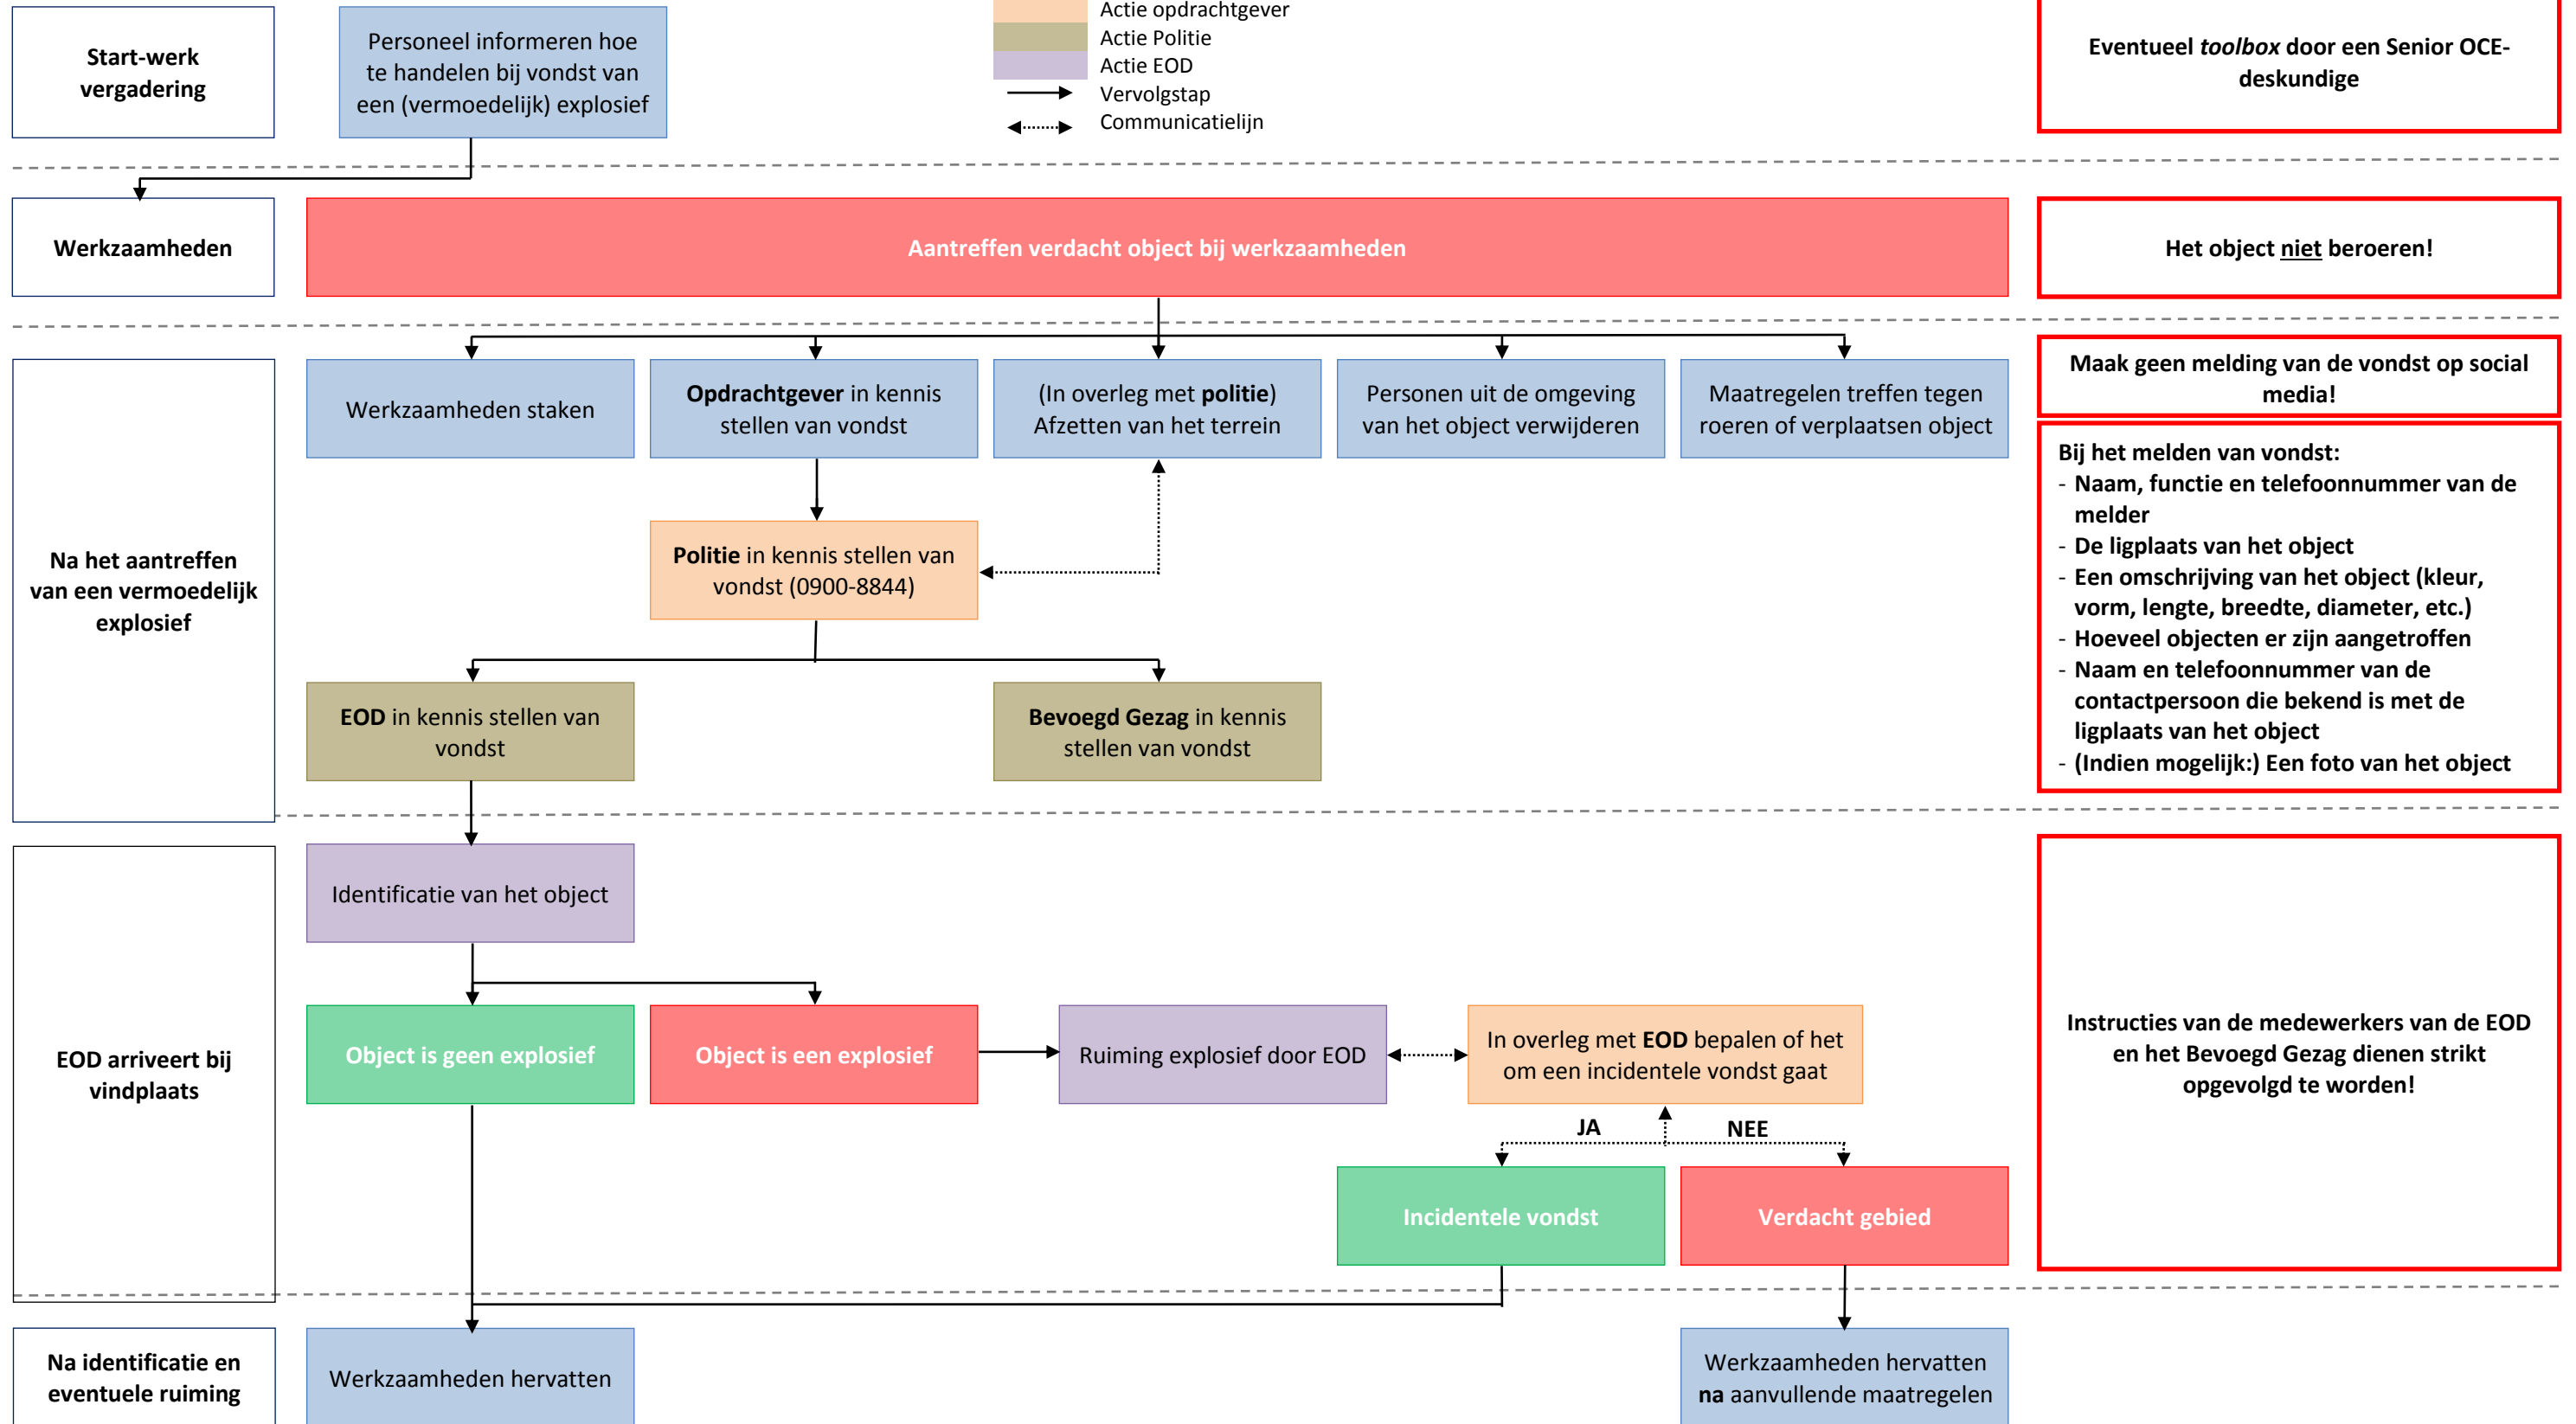 Start-werk
vergadering
Personeel informeren hoe
te handelen bij vondst van
een (vermoedelijk) explosief
Actie opdrachtgever
Actie Politie
Actie EOD
Vervolgstap
Communicatielijn
Eventueel toolbox door een Senior OCE-
deskundige
Werkzaamheden
Aantreffen verdacht object bij werkzaamheden
Het object niet beroeren!
Na het aantreffen
van een vermoedelijk
explosief
Werkzaamheden staken
Opdrachtgever in kennis
stellen van vondst
(In overleg met politie)
Afzetten van het terrein
Personen uit de omgeving
van het object verwijderen
Maatregelen treffen tegen
roeren of verplaatsen object
Maak geen melding van de vondst op social
media!
Politie in kennis stellen van
vondst (0900-8844)
EOD in kennis stellen van
vondst
Bevoegd Gezag in kennis
stellen van vondst
Bij het melden van vondst:
- Naam, functie en telefoonnummer van de
melder
- De ligplaats van het object
- Een omschrijving van het object (kleur,
vorm, lengte, breedte, diameter, etc.)
- Hoeveel objecten er zijn aangetroffen
- Naam en telefoonnummer van de
contactpersoon die bekend is met de
ligplaats van het object
- (Indien mogelijk:) Een foto van het object
EOD arriveert bij
vindplaats
Identificatie van het object
Object is geen explosief
Object is een explosief
Ruiming explosief door EOD
In overleg met EOD bepalen of het
om een incidentele vondst gaat
JA
NEE
Incidentele vondst
Verdacht gebied
Instructies van de medewerkers van de EOD
en het Bevoegd Gezag dienen strikt
opgevolgd te worden!
Na identificatie en
eventuele ruiming
Werkzaamheden hervatten
Werkzaamheden hervatten
na aanvullende maatregelen